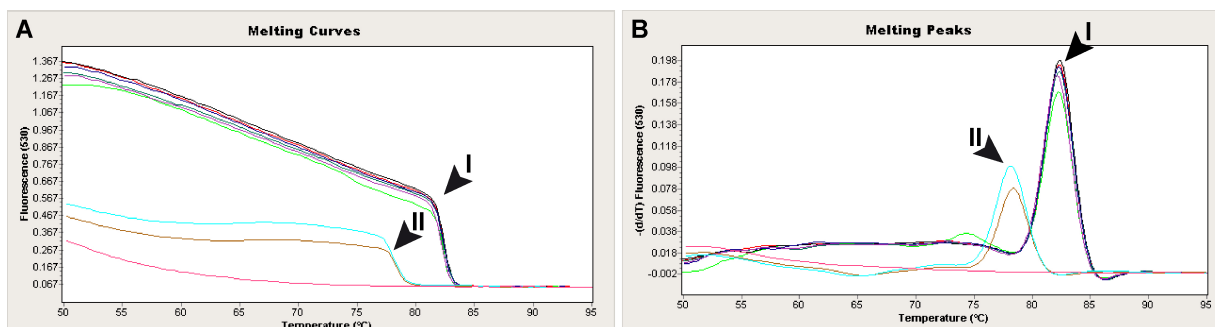 A
Melting Curves
Fluorescence (530)
1.367
1.267
1.167
1.067
0.967
0.867
0.767
0.667
0.567
0.467
0.367
0.267
0.167
0.067
I
II
50 55 60 65 70 75 80 85 90 95
Temperature (°C)
B
Melting Peaks
-(d/dT) Fluorescence (530)
0.198
0.178
0.158
0.138
0.118
0.098
0.078
0.058
0.038
0.018
-0.002
I
II
50 55 60 65 70 75 80 85 90 95
Temperature (°C)